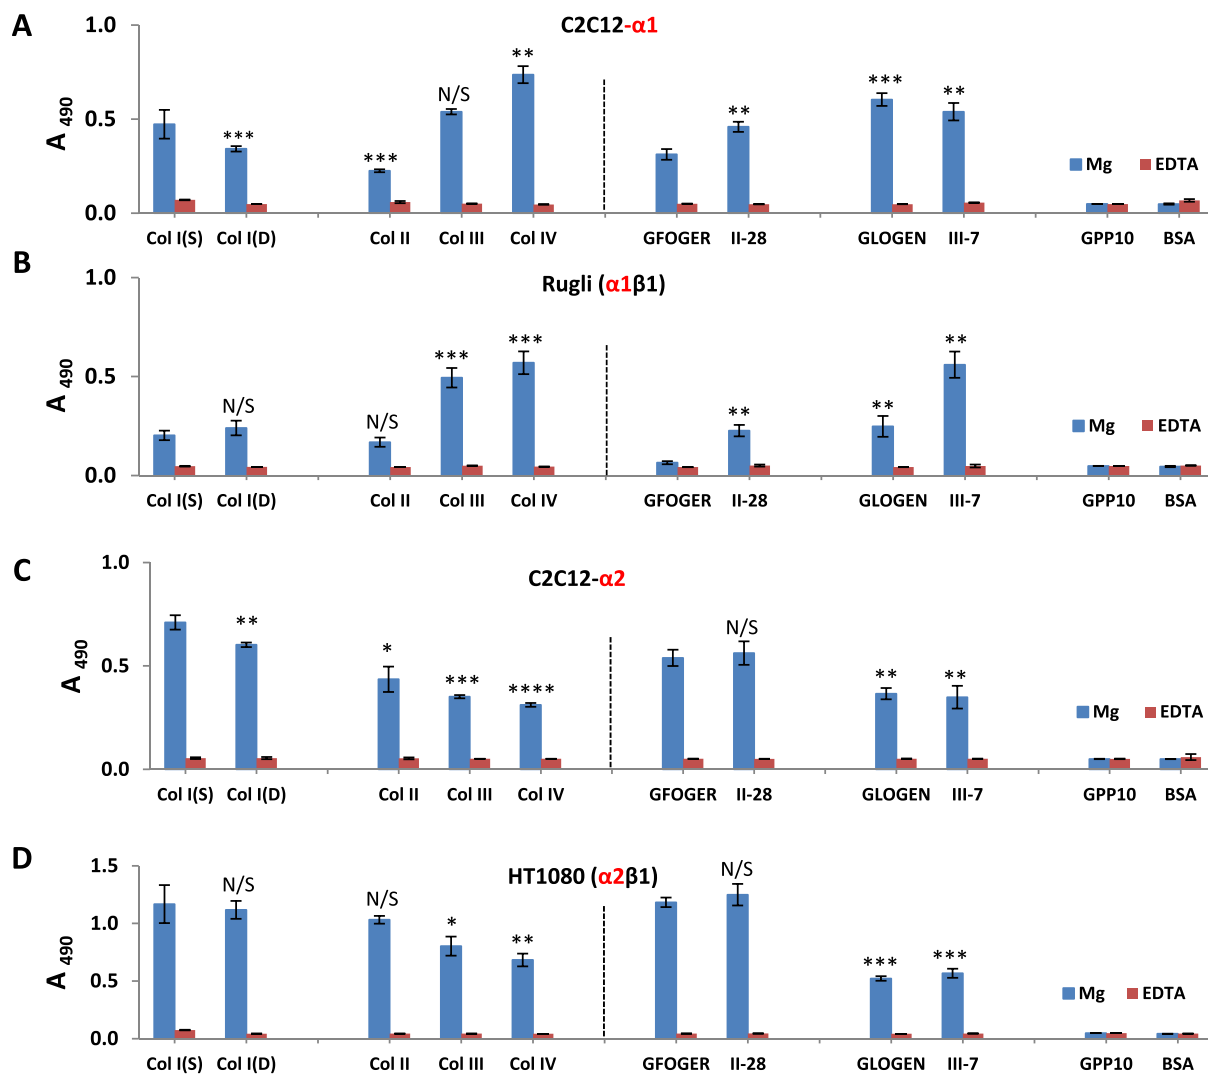 A
C2C12-α1
1.0
0.5
0.0
A 490
*** *** N/S ** ** *** **
Mg EDTA
Col I(S) Col I(D) Col II Col III Col IV GFOGER II-28 GLOGEN III-7 GPP10 BSA
B
Rugli (α1β1)
1.0
0.5
0.0
A 490
N/S N/S *** *** ** ** **
Mg EDTA
Col I(S) Col I(D) Col II Col III Col IV GFOGER II-28 GLOGEN III-7 GPP10 BSA
C
C2C12-α2
1.0
0.5
0.0
A 490
** * *** **** N/S ** **
Mg EDTA
Col I(S) Col I(D) Col II Col III Col IV GFOGER II-28 GLOGEN III-7 GPP10 BSA
D
HT1080 (α2β1)
1.5
1.0
0.5
0.0
A 490
N/S N/S * ** N/S *** ***
Mg EDTA
Col I(S) Col I(D) Col II Col III Col IV GFOGER II-28 GLOGEN III-7 GPP10 BSA